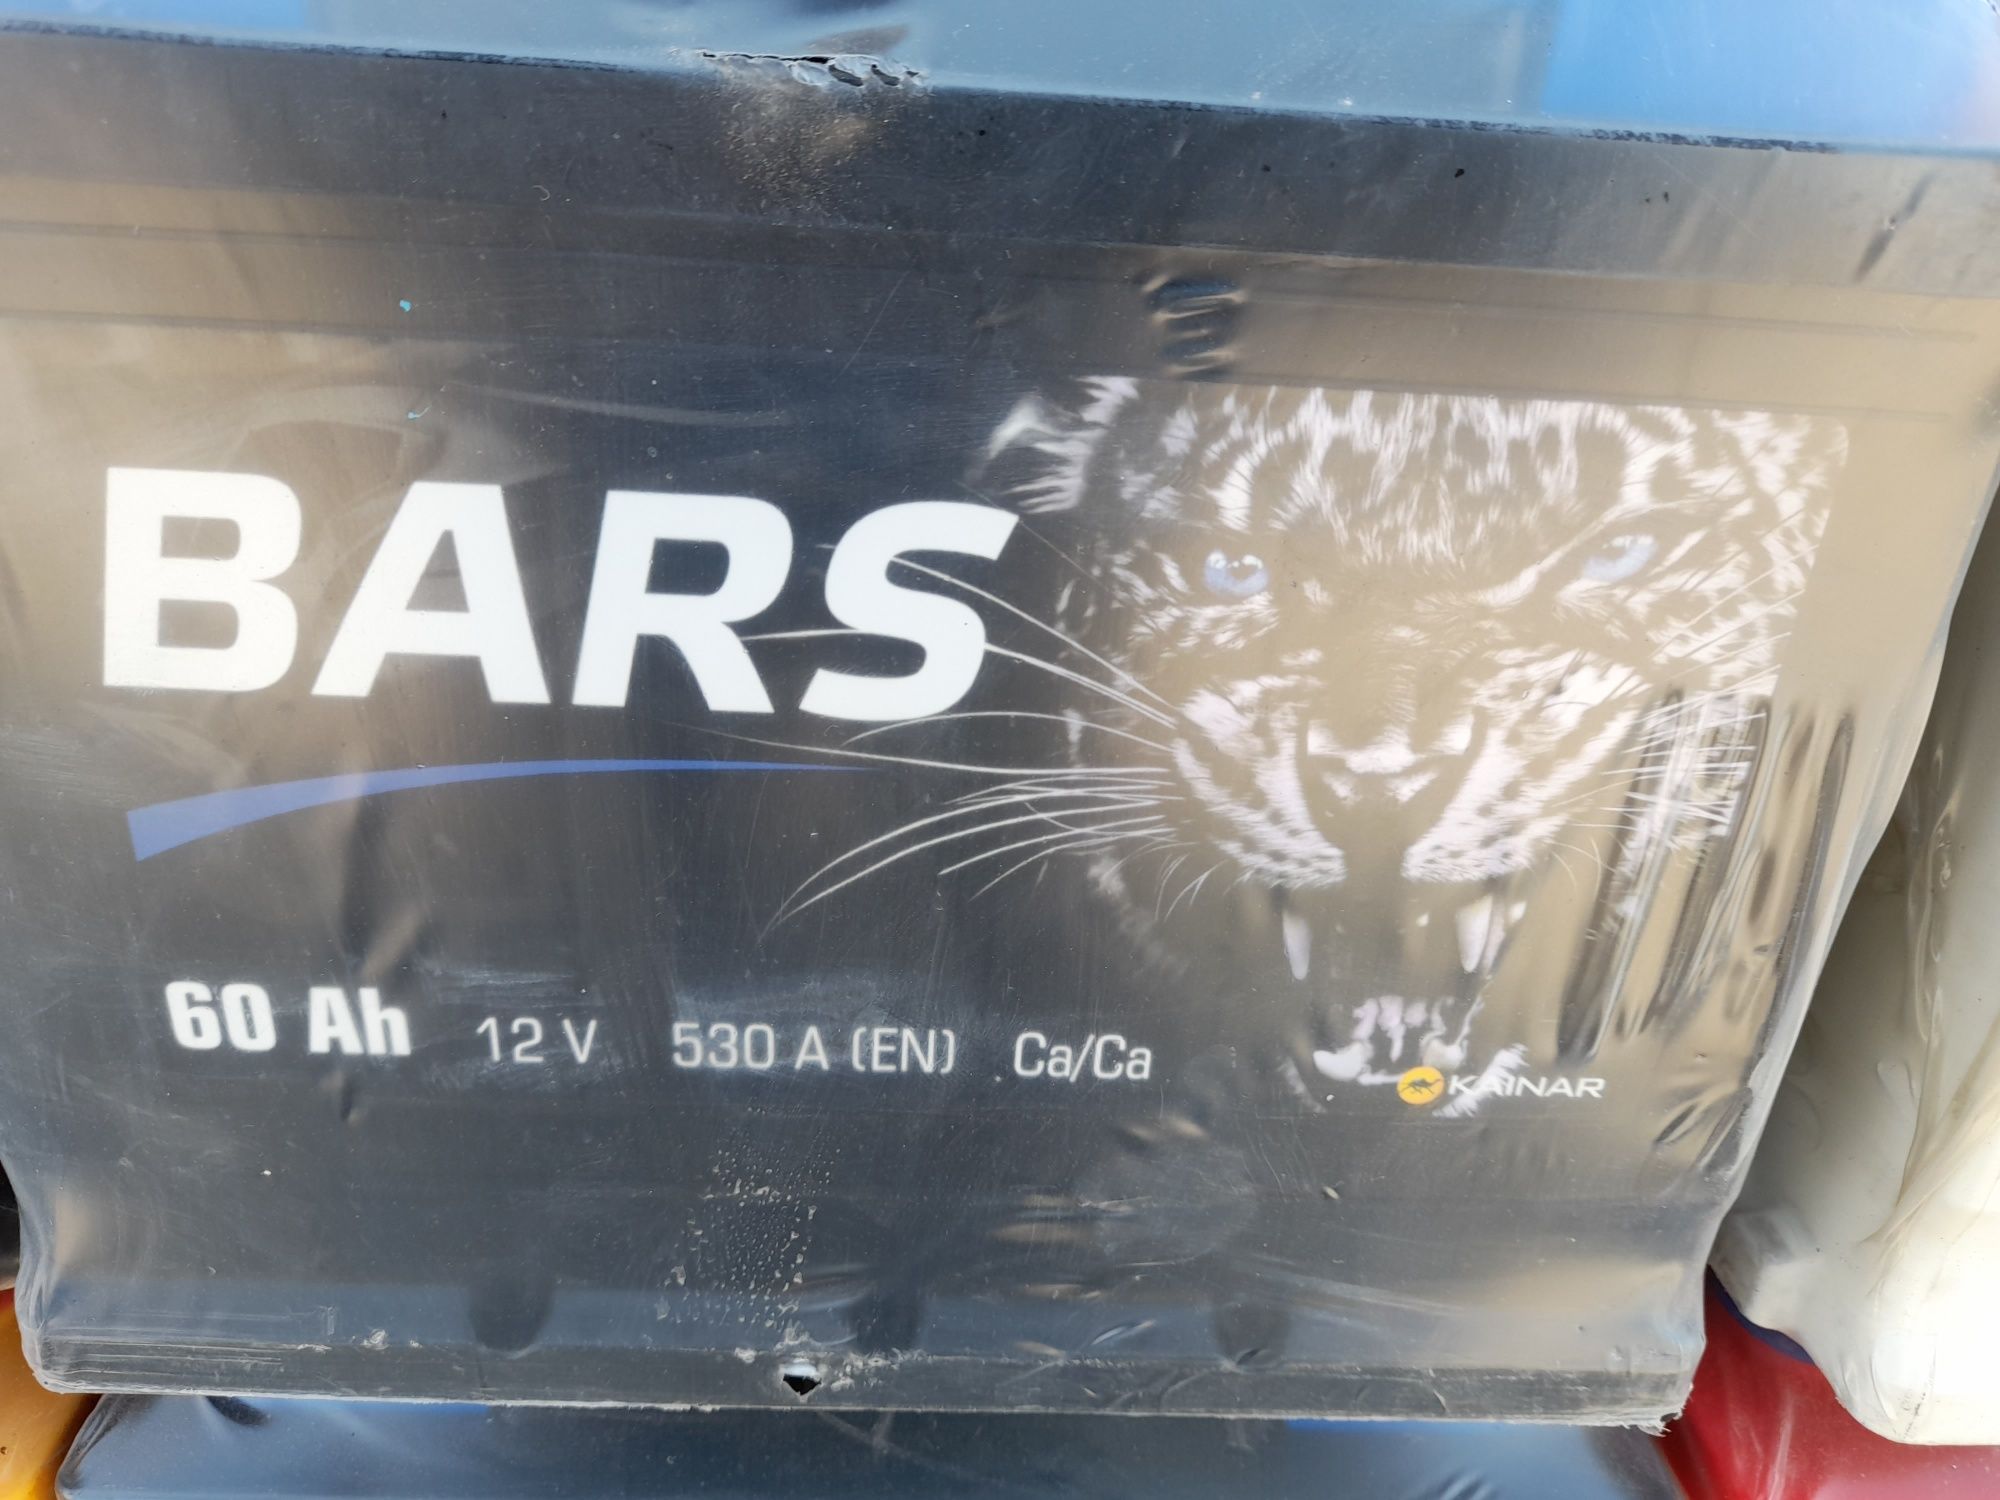 BARS
60 Ah 12 V 530 A (EN) Ca/Ca
KAINAR